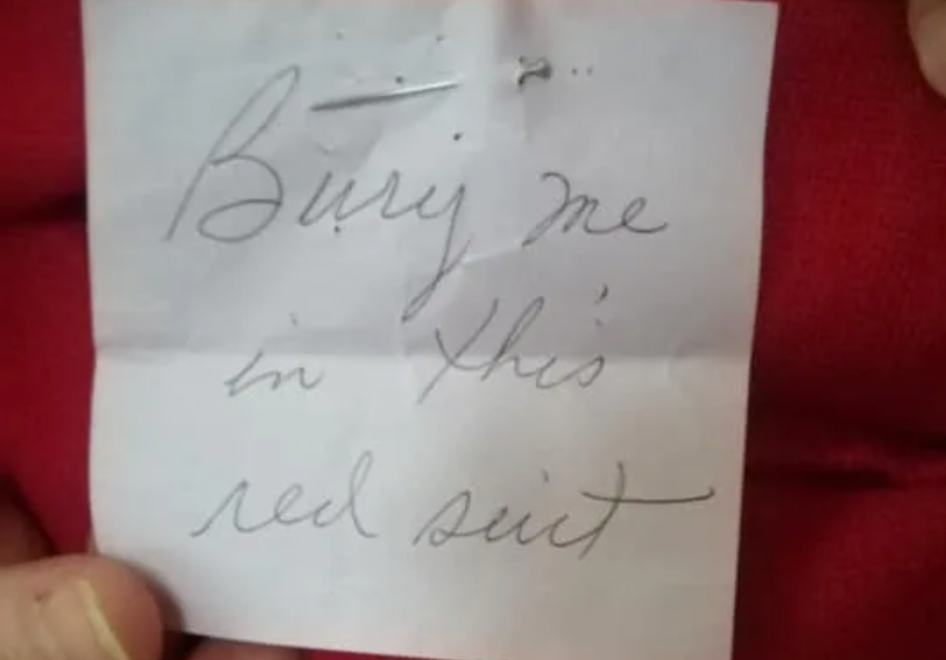 Bury me
in this
red suit